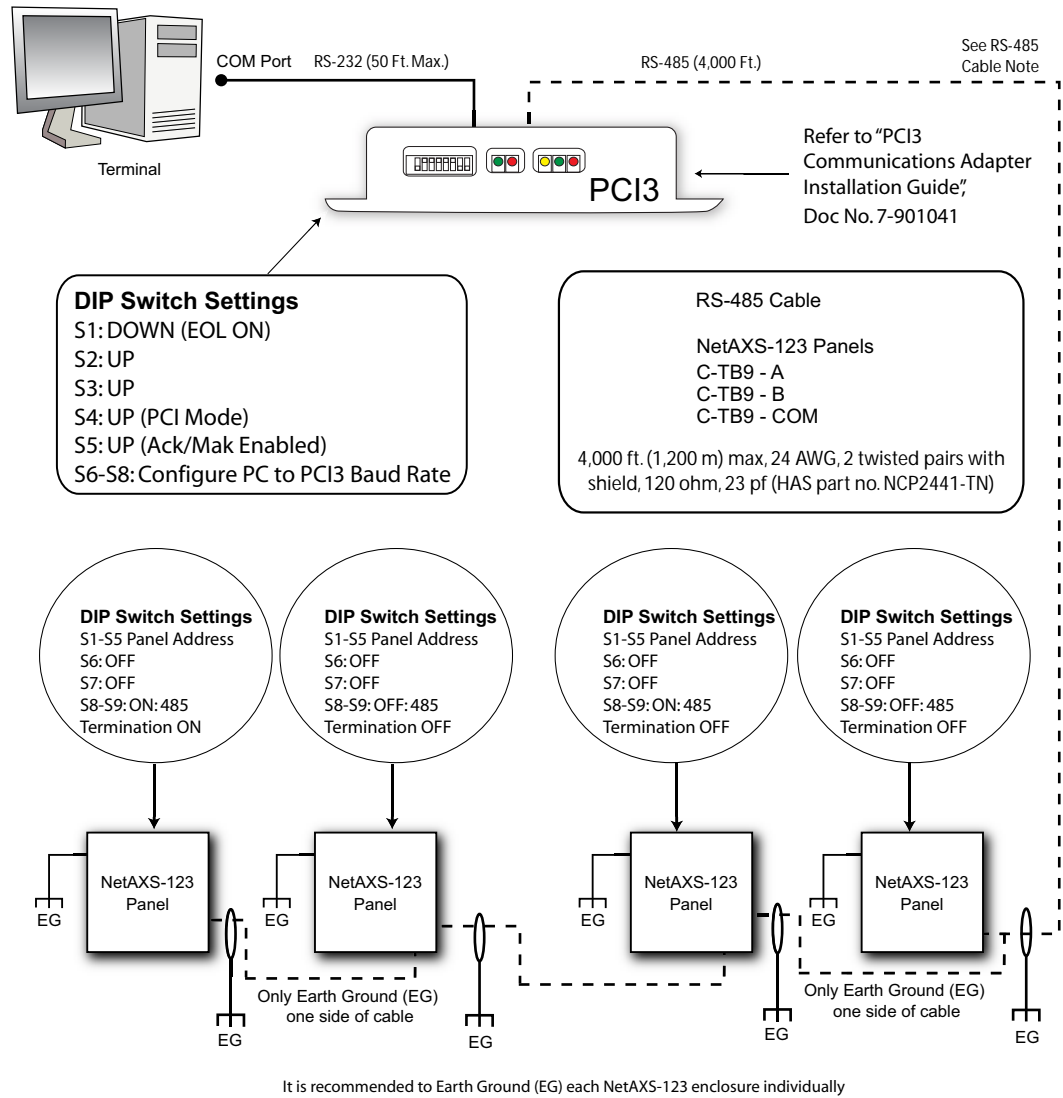 COM Port
RS-232 (50 Ft. Max.)
RS-485 (4,000 Ft.)
See RS-485
Cable Note
Terminal
PCI3
Refer to “PCI3
Communications Adapter
Installation Guide”,
Doc No. 7-901041
DIP Switch Settings
S1: DOWN (EOL ON)
S2: UP
S3: UP
S4: UP (PCI Mode)
S5: UP (Ack/Mak Enabled)
S6-S8: Configure PC to PCI3 Baud Rate
RS-485 Cable
NetAXS-123 Panels
C-TB9 - A
C-TB9 - B
C-TB9 - COM
4,000 ft. (1,200 m) max, 24 AWG, 2 twisted pairs with
shield, 120 ohm, 23 pf (HAS part no. NCP2441-TN)
DIP Switch Settings
S1-S5 Panel Address
S6: OFF
S7: OFF
S8-S9: ON: 485
Termination ON
DIP Switch Settings
S1-S5 Panel Address
S6: OFF
S7: OFF
S8-S9: OFF: 485
Termination OFF
DIP Switch Settings
S1-S5 Panel Address
S6: OFF
S7: OFF
S8-S9: ON: 485
Termination OFF
DIP Switch Settings
S1-S5 Panel Address
S6: OFF
S7: OFF
S8-S9: OFF: 485
Termination OFF
NetAXS-123
Panel
EG
NetAXS-123
Panel
EG
NetAXS-123
Panel
EG
NetAXS-123
Panel
EG
Only Earth Ground (EG)
one side of cable
EG
EG
Only Earth Ground (EG)
one side of cable
EG
EG
It is recommended to Earth Ground (EG) each NetAXS-123 enclosure individually